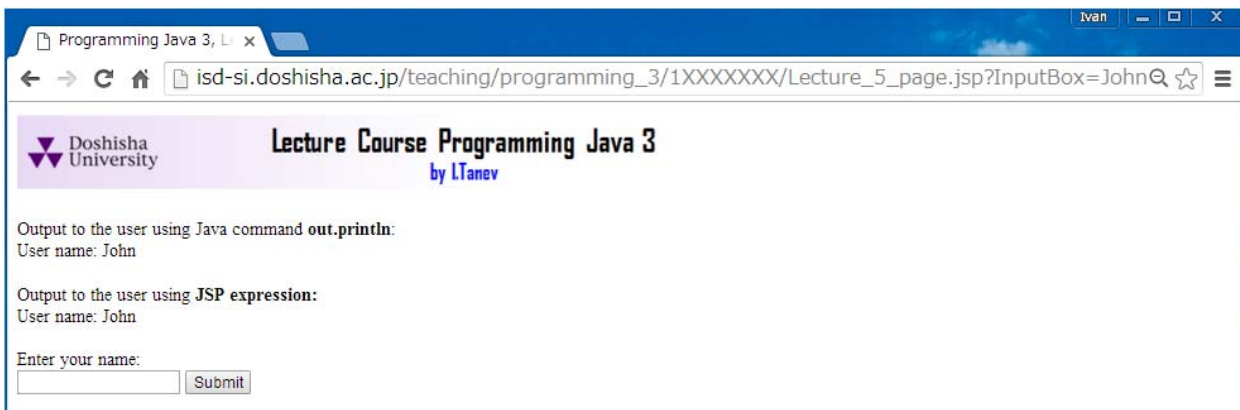 Ivan
Programming Java 3, L
isd-si.doshisha.ac.jp/teaching/programming_3/1XXXXXXX/Lecture_5_page.jsp?InputBox=John
Doshisha
University
Lecture Course Programming Java 3
by I.Tanev
Output to the user using Java command out.println:
User name: John
Output to the user using JSP expression:
User name: John
Enter your name:
Submit